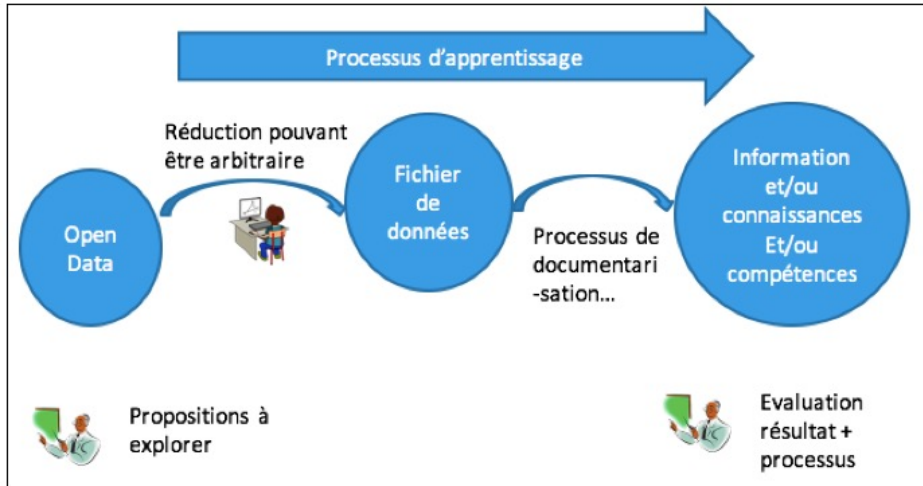 Processus d'apprentissage
Réduction pouvant
être arbitraire
Open
Data
Fichier
de
données
Processus de
documentari
-sation...
Information
et/ou
connaissances
Et/ou
compétences
Propositions à
explorer
Evaluation
résultat +
processus